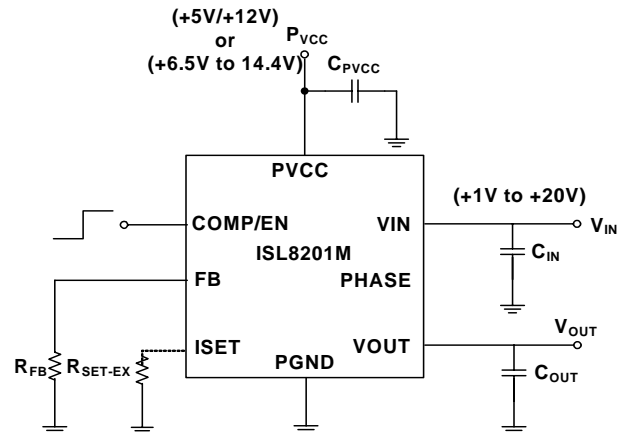 (+5V/+12V)
or
(+6.5V to 14.4V)
PVCC
CPVCC
PVCC
(+1V to +20V)
COMP/EN
VIN
VIN
ISL8201M
CIN
FB
PHASE
VOUT
ISET
VOUT
RFB
RSET-EX
PGND
COUT